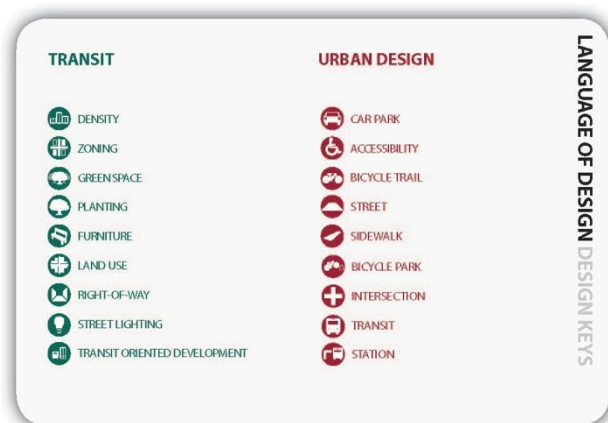 TRANSIT
DENSITY
ZONING
GREEN SPACE
PLANTING
FURNITURE
LAND USE
RIGHT-OF-WAY
STREET LIGHTING
TRANSIT ORIENTED DEVELOPMENT
URBAN DESIGN
CAR PARK
ACCESSIBILITY
BICYCLE TRAIL
STREET
SIDEWALK
BICYCLE PARK
INTERSECTION
TRANSIT
STATION
LANGUAGE OF DESIGN DESIGN KEYS